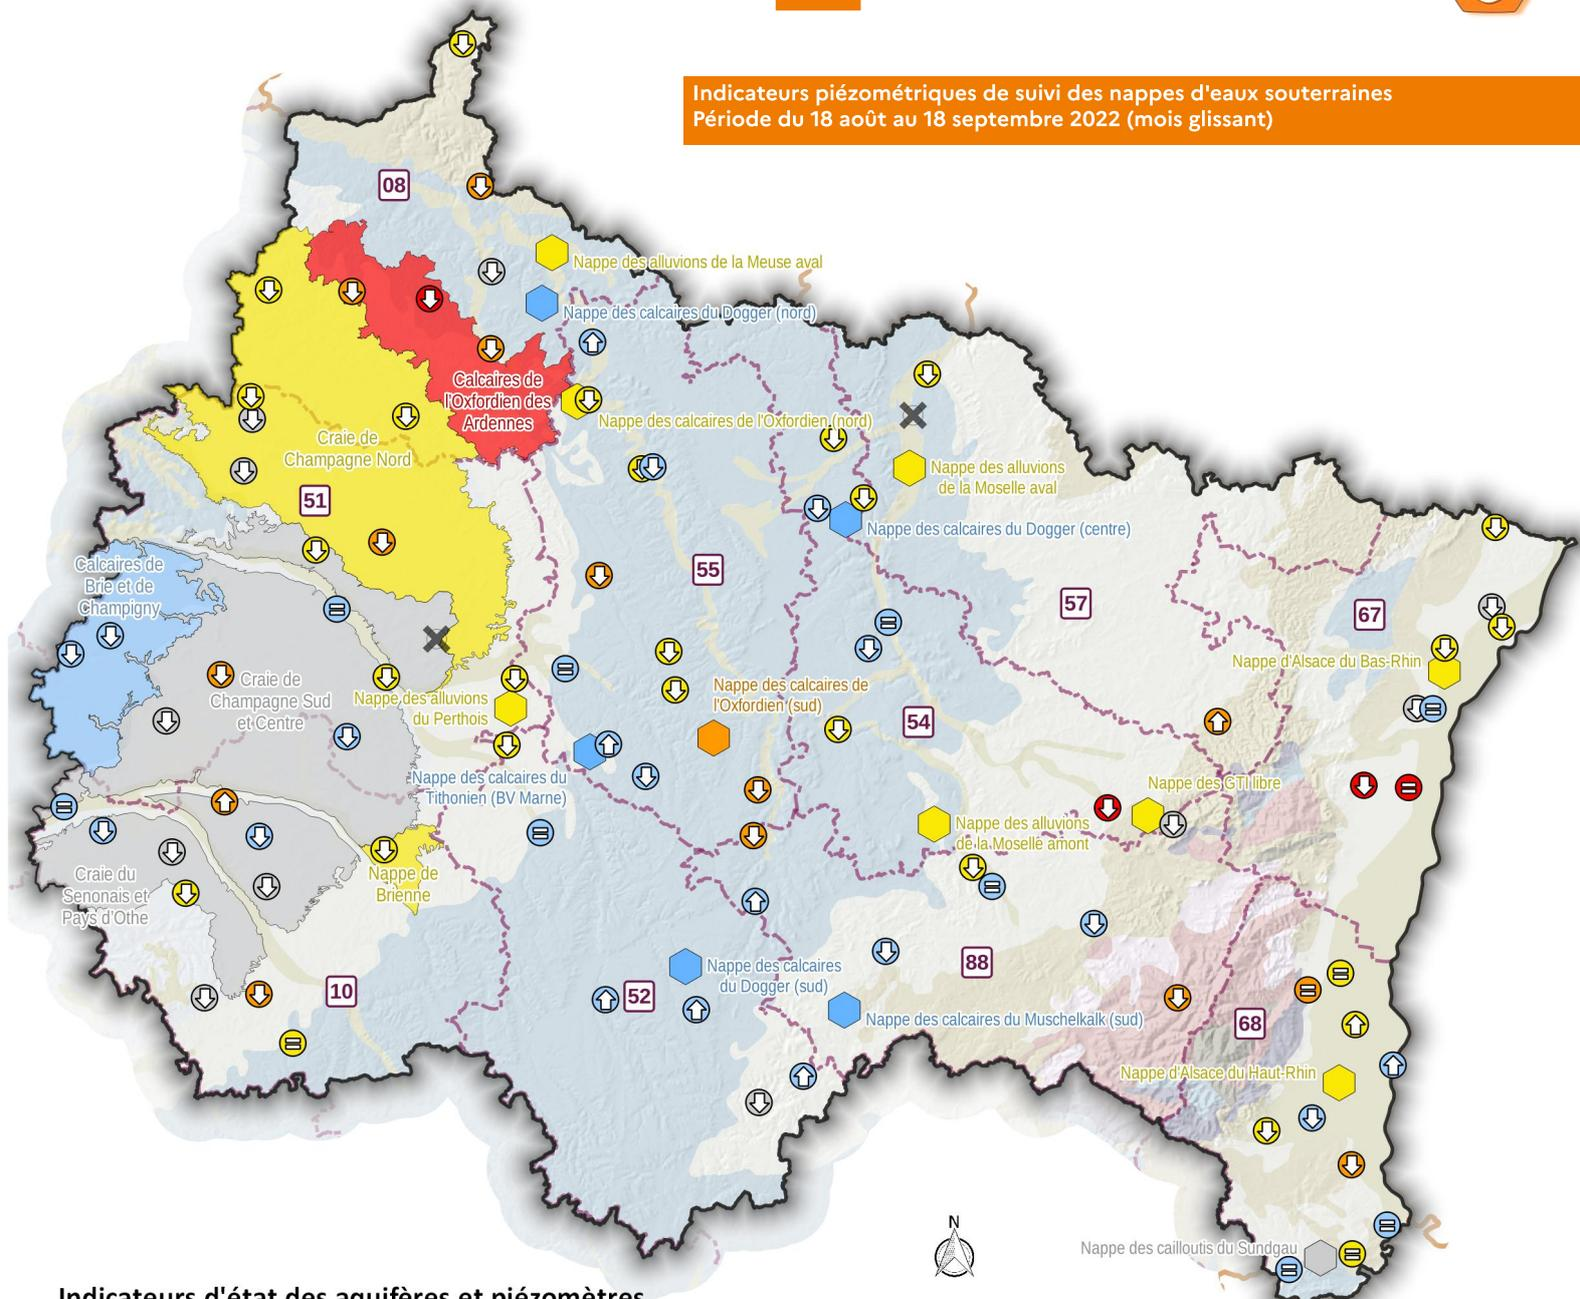 Indicateurs piézométriques de suivi des nappes d'eaux souterraines
Période du 18 août au 18 septembre 2022 (mois glissant)
08
Nappe des alluvions de la Meuse aval
Nappe des calcaires du Dogger (nord)
Calcaires de
l'Oxfordien des
Ardennes
Nappe des calcaires de l'Oxfordien (nord)
Craie de
Champagne Nord
Nappe des alluvions
de la Moselle aval
51
Nappe des calcaires du Dogger (centre)
Calcaires de
Brie et de
Champigny
55
57
67
Nappe d'Alsace du Bas-Rhin
Craie de
Champagne Sud
et Centre
Nappe des alluvions
du Perthois
Nappe des calcaires de
l'Oxfordien (sud)
54
Nappe des calcaires du
Tithonien (BV Marne)
Nappe des GTI libre
Nappe des alluvions
de la Moselle amont
Craie du
Senonais et
Pays d'Othe
Nappe de
Brienne
88
Nappe des calcaires
du Dogger (sud)
10
52
Nappe des calcaires du Muschelkalk (sud)
68
Nappe d'Alsace du Haut-Rhin
N
Nappe des cailloutis du Sundgau
Indicateurs d'état des aquifères et piézomètres